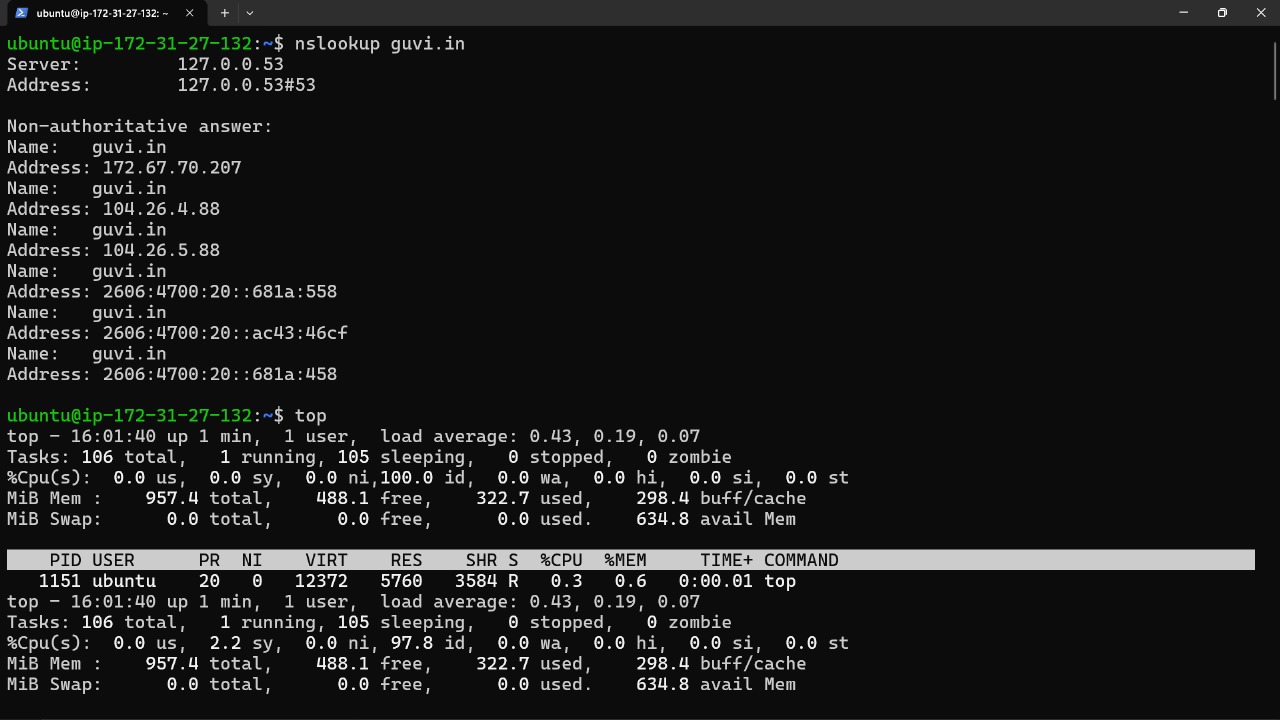 ubuntu@ip-172-31-27-132: ~
ubuntu@ip-172-31-27-132:~$ nslookup guvi.in
Server:         127.0.0.53
Address:        127.0.0.53#53
Non-authoritative answer:
Name:   guvi.in
Address: 172.67.70.207
Name:   guvi.in
Address: 104.26.4.88
Name:   guvi.in
Address: 104.26.5.88
Name:   guvi.in
Address: 2606:4700:20::681a:558
Name:   guvi.in
Address: 2606:4700:20::ac43:46cf
Name:   guvi.in
Address: 2606:4700:20::681a:458
ubuntu@ip-172-31-27-132:~$ top
top - 16:01:40 up 1 min,  1 user,  load average: 0.43, 0.19, 0.07
Tasks: 106 total,   1 running, 105 sleeping,   0 stopped,   0 zombie
%Cpu(s):  0.0 us,  0.0 sy,  0.0 ni,100.0 id,  0.0 wa,  0.0 hi,  0.0 si,  0.0 st
MiB Mem :    957.4 total,    488.1 free,    322.7 used,    298.4 buff/cache
MiB Swap:      0.0 total,      0.0 free,      0.0 used.    634.8 avail Mem
    PID USER      PR  NI    VIRT    RES    SHR S  %CPU  %MEM     TIME+ COMMAND
   1151 ubuntu    20   0   12372   5760   3584 R   0.3   0.6   0:00.01 top
top - 16:01:40 up 1 min,  1 user,  load average: 0.43, 0.19, 0.07
Tasks: 106 total,   1 running, 105 sleeping,   0 stopped,   0 zombie
%Cpu(s):  0.0 us,  2.2 sy,  0.0 ni, 97.8 id,  0.0 wa,  0.0 hi,  0.0 si,  0.0 st
MiB Mem :    957.4 total,    488.1 free,    322.7 used,    298.4 buff/cache
MiB Swap:      0.0 total,      0.0 free,      0.0 used.    634.8 avail Mem